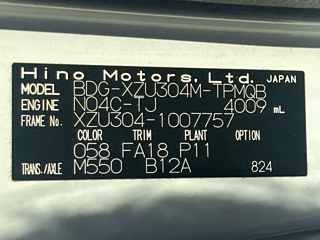 Hino Motors, Ltd. JAPAN
MODEL BDG-XZU304M-TPMQB
ENGINE N04C-TJ 4009 mL
FRAME No. XZU304-1007757
COLOR TRIM PLANT OPTION
058 FA18 P11
TRANS./AXLE M550 B12A 824